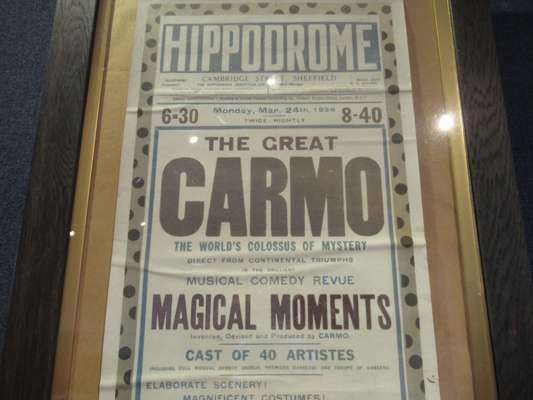 HIPPODROME
CAMBRIDGE STREET, SHEFFIELD
6-30 Monday, Mar. 24th, 1924 8-40
TWICE NIGHTLY
THE GREAT
CARMO
THE WORLD'S COLOSSUS OF MYSTERY
DIRECT FROM CONTINENTAL TRIUMPHS
IN THE BRILLIANT
MUSICAL COMEDY REVUE
MAGICAL MOMENTS
Invented, Devised and Produced by CARMO.
CAST OF 40 ARTISTES
ELABORATE SCENERY!
MAGNIFICENT COSTUMES!